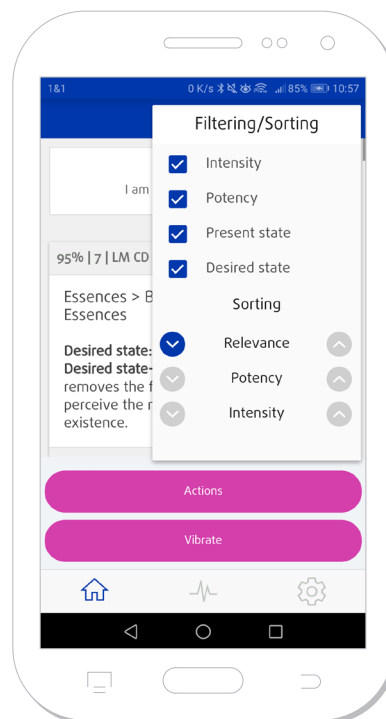 1&1 0 K/s 85% 10:57
Filtering/Sorting
Intensity
Potency
Present state
Desired state
Sorting
Relevance
Potency
Intensity
I am
95% | 7 | LM CD
Essences > B
Essences
Desired state:
Desired state-
removes the f
perceive the r
existence.
Actions
Vibrate